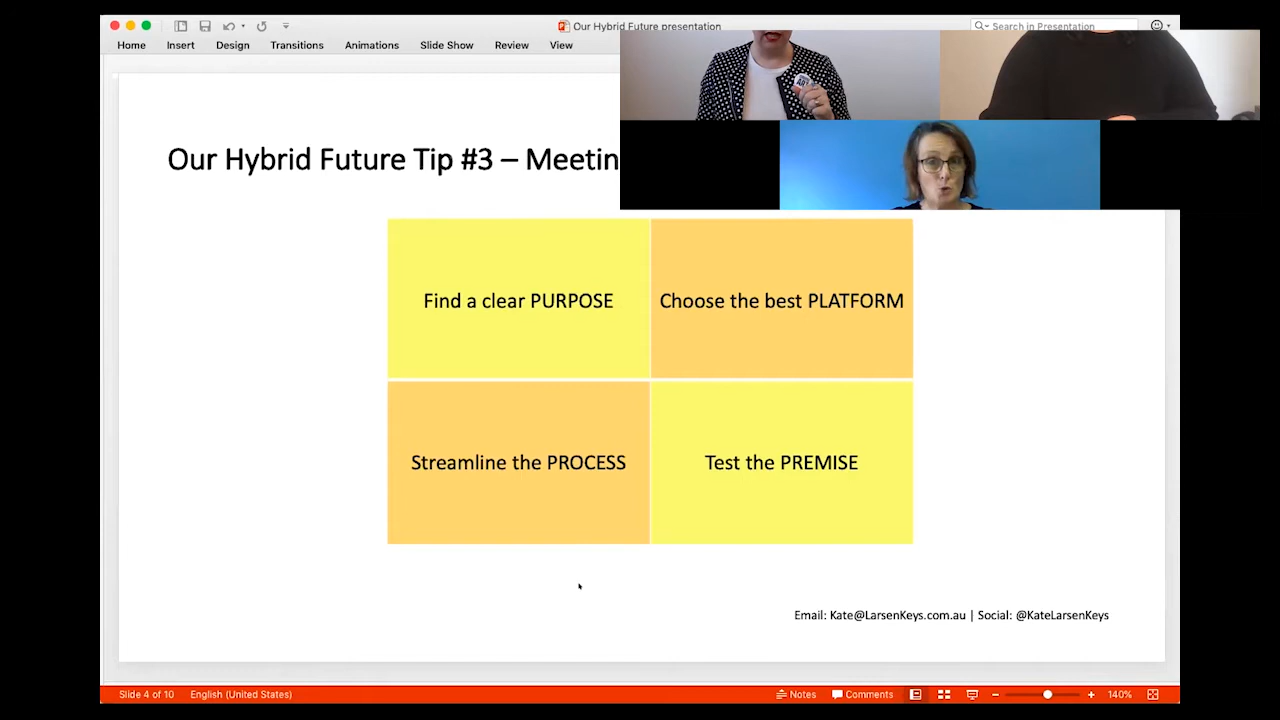 Our Hybrid Future presentation
Search in Presentation
Home Insert Design Transitions Animations Slide Show Review View
Our Hybrid Future Tip #3 – Meetin
Find a clear PURPOSE
Choose the best PLATFORM
Streamline the PROCESS
Test the PREMISE
Email: Kate@LarsenKeys.com.au | Social: @KateLarsenKeys
Slide 4 of 10 English (United States) Notes Comments 140%